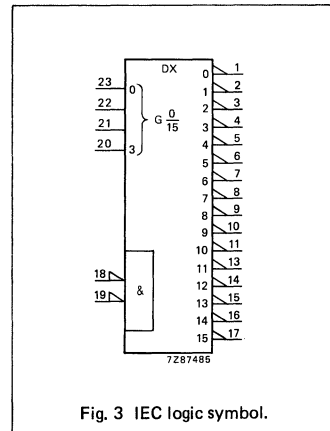 DX
23 0 0 1
22 1 2
21 G 0/15 2 3
20 3 3 4
4 5
5 6
6 7
7 8
8 9
9 10
10 11
18 11 13
19 & 12 14
13 15
14 16
15 17
7Z87485
Fig. 3 IEC logic symbol.